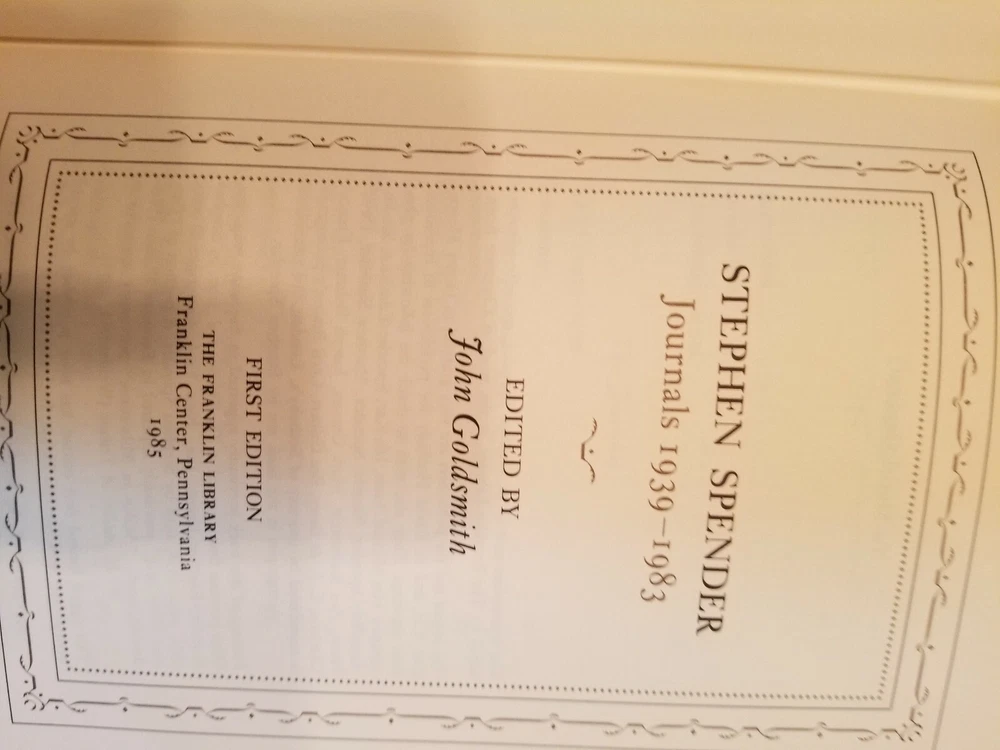 STEPHEN SPENDER
Journals 1939–1983
EDITED BY
John Goldsmith
FIRST EDITION
THE FRANKLIN LIBRARY
Franklin Center, Pennsylvania
1985